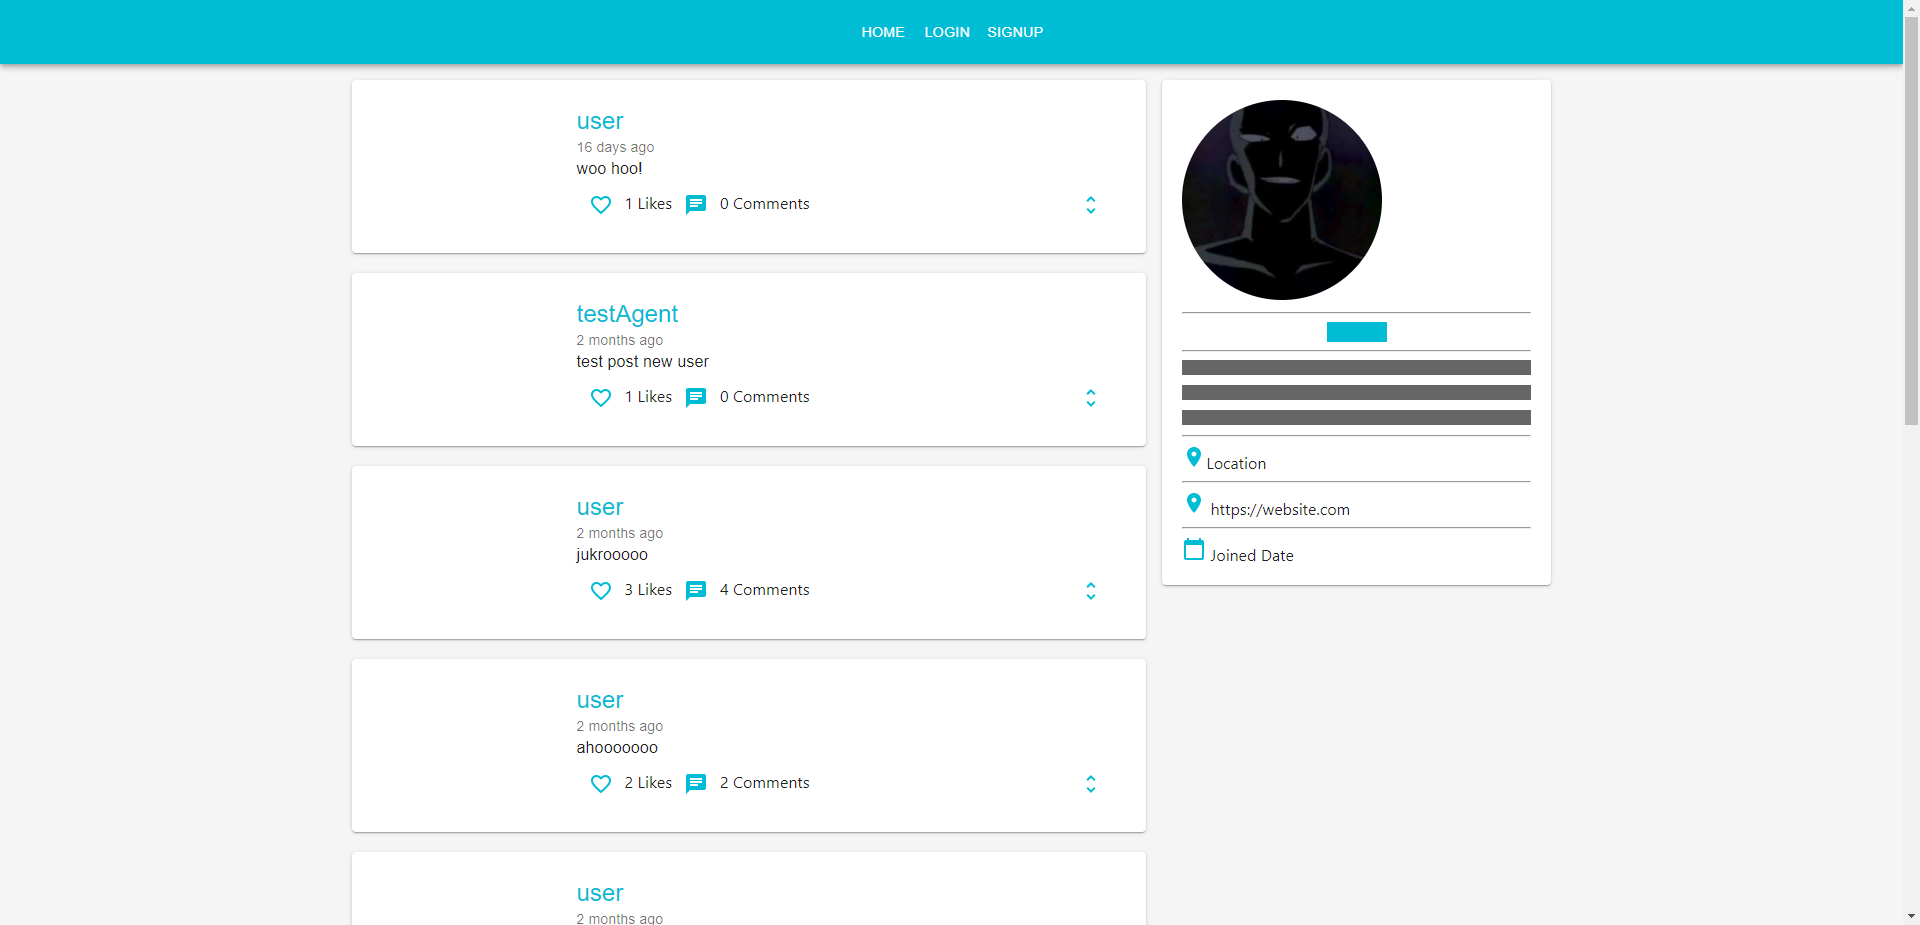 HOME LOGIN SIGNUP
user
16 days ago
woo hoo!
1 Likes 0 Comments
testAgent
2 months ago
test post new user
1 Likes 0 Comments
user
2 months ago
jukrooooo
3 Likes 4 Comments
user
2 months ago
ahooooooo
2 Likes 2 Comments
user
2 months ago
Location
https://website.com
Joined Date